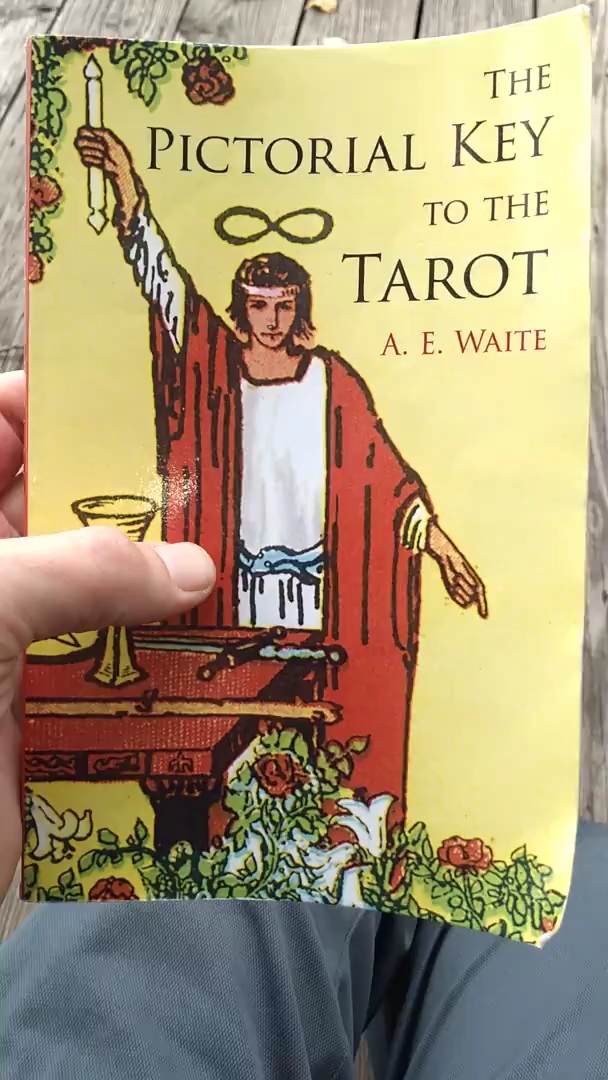 THE
PICTORIAL KEY
TO THE
TAROT
A. E. WAITE